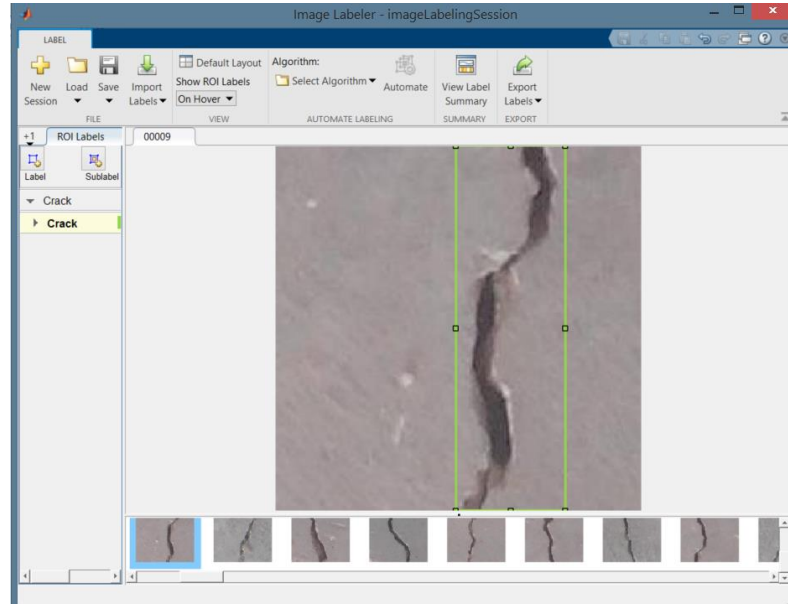 Image Labeler - imageLabelingSession
LABEL
New Session
Load
Save
Import Labels
FILE
Default Layout
Show ROI Labels
On Hover
VIEW
Algorithm:
Select Algorithm
Automate
AUTOMATE LABELING
View Label Summary
SUMMARY
Export Labels
EXPORT
+1
ROI Labels
00009
Label
Sublabel
Crack
Crack